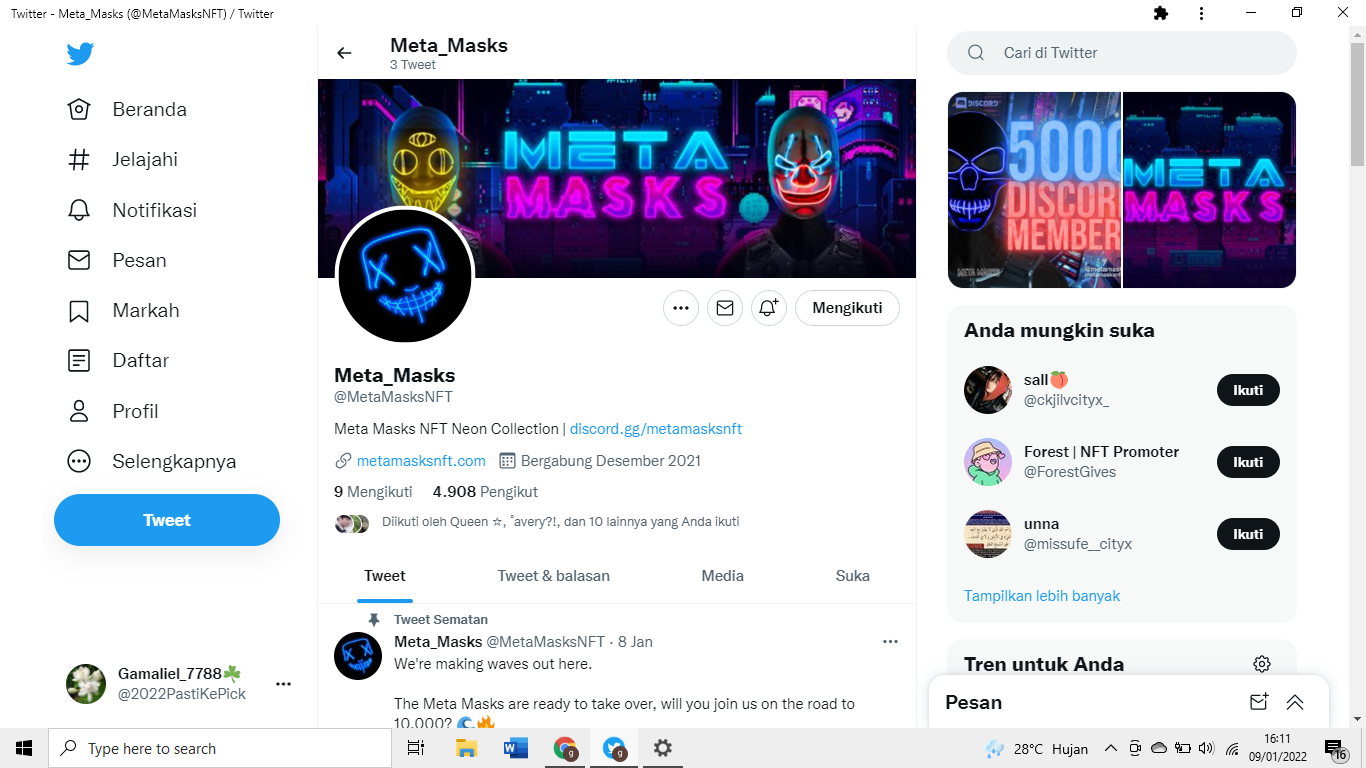 Twitter - Meta_Masks (@MetaMasksNFT) / Twitter
Beranda
Jelajahi
Notifikasi
Pesan
Markah
Daftar
Profil
Selengkapnya
Tweet
Gamaliel_7788☘️
@2022PastiKePick
Meta_Masks
3 Tweet
META
MASKS
Mengikuti
Meta_Masks
@MetaMasksNFT
Meta Masks NFT Neon Collection | discord.gg/metamasksnft
metamasksnft.com Bergabung Desember 2021
9 Mengikuti 4.908 Pengikut
Diikuti oleh Queen ☆, ˚avery?!, dan 10 lainnya yang Anda ikuti
Tweet Tweet & balasan Media Suka
Tweet Sematan
Meta_Masks @MetaMasksNFT · 8 Jan
We're making waves out here.
The Meta Masks are ready to take over, will you join us on the road to
10,000? 🌊🔥
Cari di Twitter
DISCORD
5000
DISCORD
MEMBER
META MASKS
META
MASKS
Anda mungkin suka
sall🍑
@ckjilvcityx_
Ikuti
Forest | NFT Promoter
@ForestGives
Ikuti
unna
@missufe__cityx
Ikuti
Tampilkan lebih banyak
Tren untuk Anda
Pesan
Type here to search
28°C Hujan
16:11
09/01/2022
16